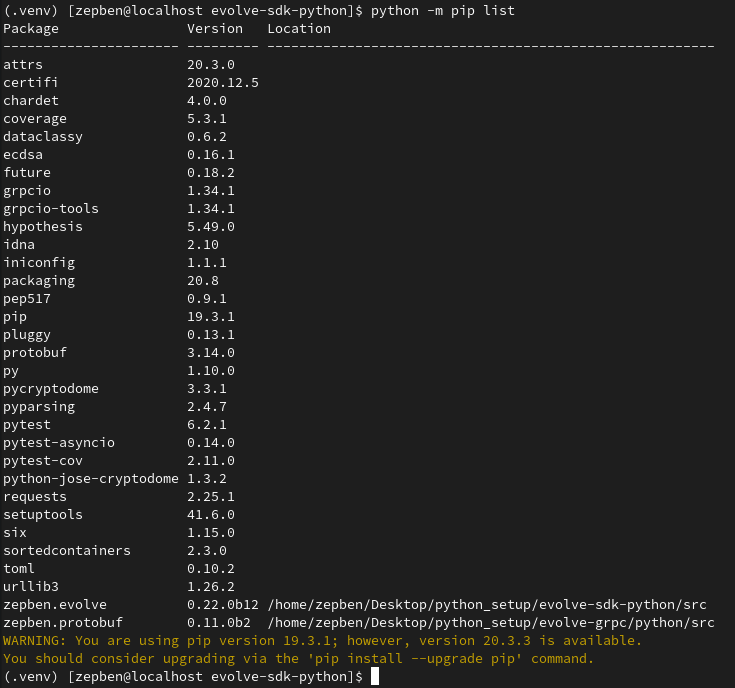 (.venv) [zepben@localhost evolve-sdk-python]$ python -m pip list
Package               Version   Location
---------------------- --------- --------------------------------------------------------
attrs                 20.3.0
certifi               2020.12.5
chardet               4.0.0
coverage              5.3.1
dataclassy            0.6.2
ecdsa                 0.16.1
future                0.18.2
grpcio                1.34.1
grpcio-tools          1.34.1
hypothesis            5.49.0
idna                  2.10
iniconfig             1.1.1
packaging             20.8
pep517                0.9.1
pip                   19.3.1
pluggy                0.13.1
protobuf              3.14.0
py                    1.10.0
pycryptodome          3.3.1
pyparsing             2.4.7
pytest                6.2.1
pytest-asyncio        0.14.0
pytest-cov            2.11.0
python-jose-cryptodome 1.3.2
requests              2.25.1
setuptools            41.6.0
six                   1.15.0
sortedcontainers      2.3.0
toml                  0.10.2
urllib3               1.26.2
zepben.evolve         0.22.0b12 /home/zepben/Desktop/python_setup/evolve-sdk-python/src
zepben.protobuf       0.11.0b2  /home/zepben/Desktop/python_setup/evolve-grpc/python/src
WARNING: You are using pip version 19.3.1; however, version 20.3.3 is available.
You should consider upgrading via the 'pip install --upgrade pip' command.
(.venv) [zepben@localhost evolve-sdk-python]$